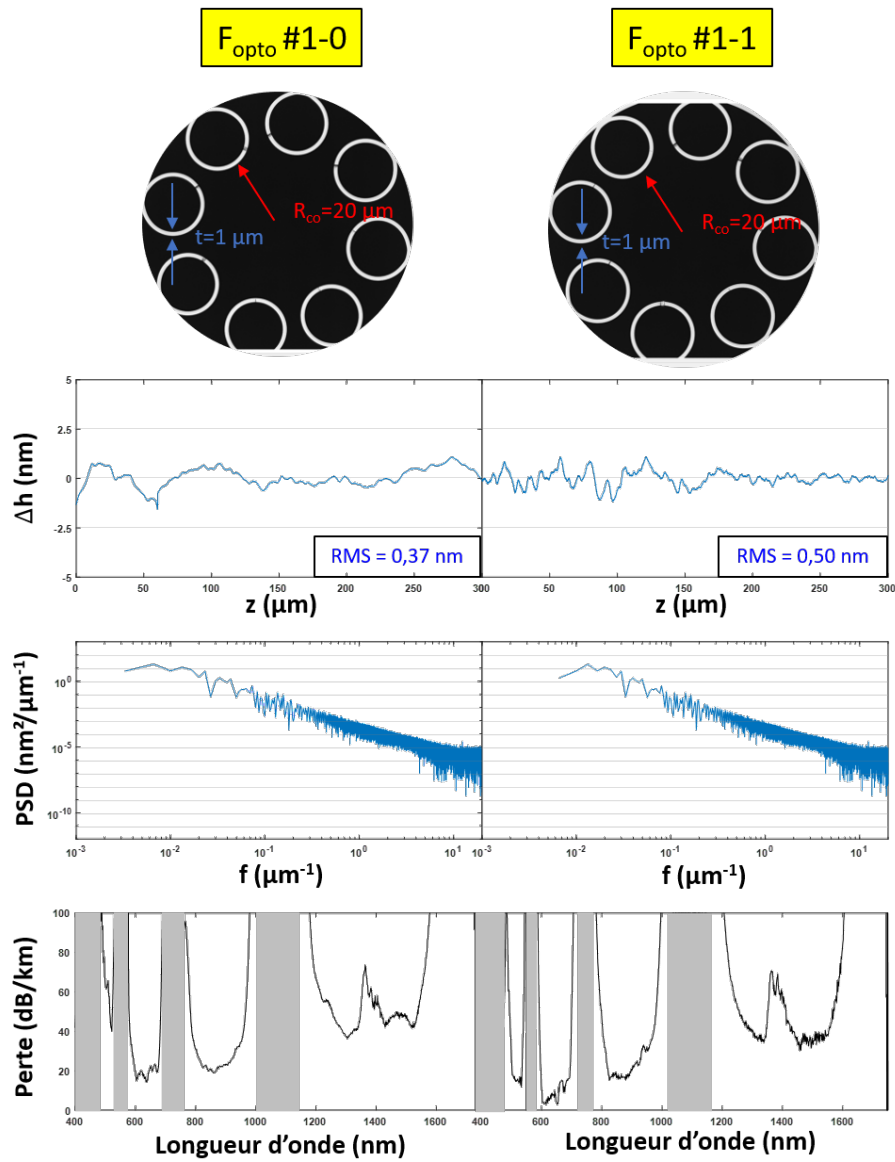 F_opto #1-0 F_opto #1-1
R_co=20 µm R_co=20 µm
t=1 µm t=1 µm
5
2.5
0
-2.5
-5
Δh (nm)
RMS = 0,37 nm RMS = 0,50 nm
0 50 100 150 200 250 300 50 100 150 200 250 300
z (µm) z (µm)
10^0
10^-5
10^-10
PSD (nm²/µm⁻¹)
10^-3 10^-2 10^-1 10^0 10^1 10^-3 10^-2 10^-1 10^0 10^1
f (µm⁻¹) f (µm⁻¹)
100
80
60
40
20
0
Perte (dB/km)
400 600 800 1000 1200 1400 1600 400 600 800 1000 1200 1400 1600
Longueur d'onde (nm) Longueur d'onde (nm)